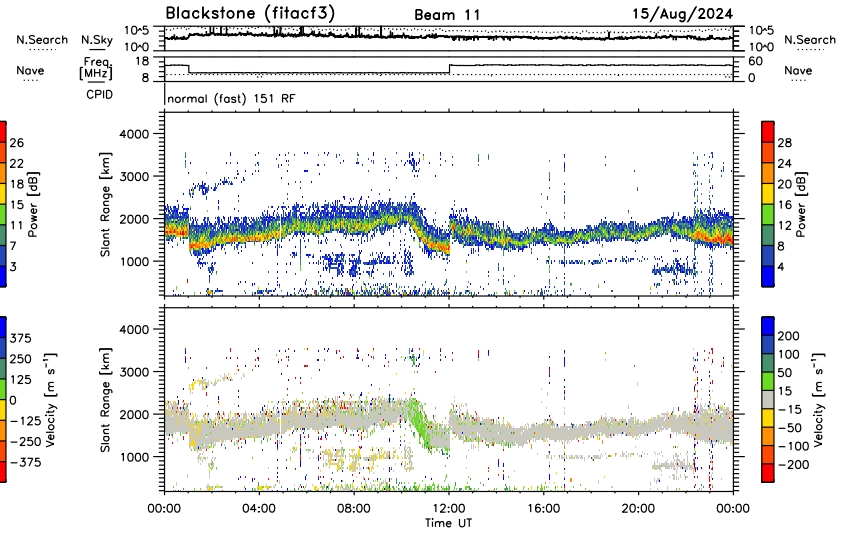 Blackstone (fitacf3) Beam 11 15/Aug/2024
N.Search N.Sky 10^5 10^0 10^5 10^0 N.Search
Nave Freq. [MHz] 18 8 60 0 Nave
CPID normal (fast) 151 RF
Power [dB] 26 22 18 15 11 7 3
Slant Range [km] 4000 3000 2000 1000
28 24 20 16 12 8 4 Power [dB]
375 250 125 0 -125 -250 -375 Velocity [m s⁻¹]
Slant Range [km] 4000 3000 2000 1000
200 100 50 15 -15 -50 -100 -200 Velocity [m s⁻¹]
00:00 04:00 08:00 12:00 16:00 20:00 00:00
Time UT